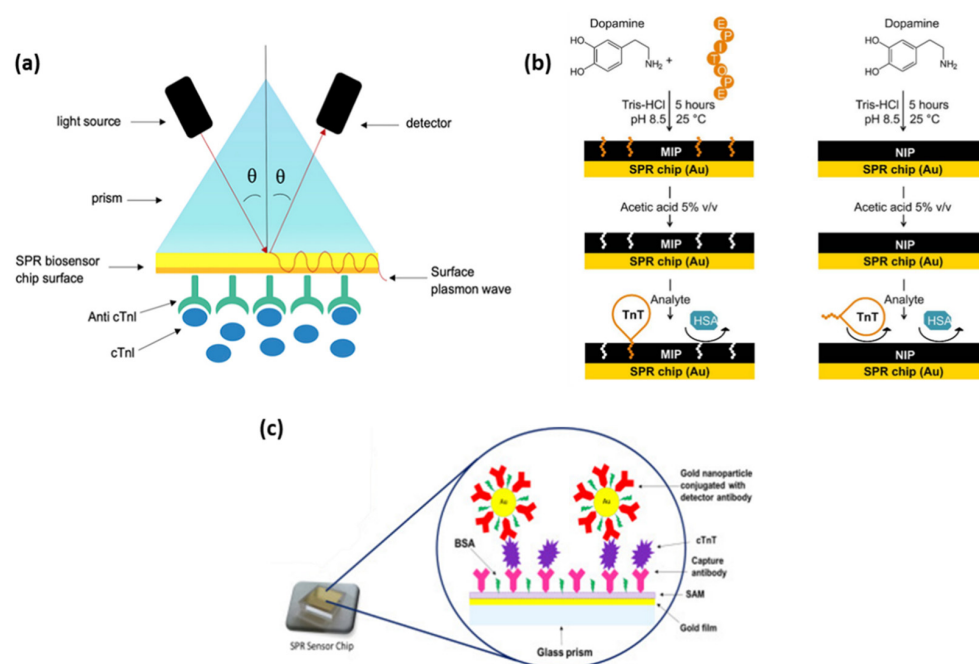 (a)
light source
detector
θ θ
prism
SPR biosensor
chip surface
Surface
plasmon wave
Anti cTnI
cTnI
(b)
Dopamine
HO
HO
NH₂
+
EPITOPE
Tris-HCl 5 hours
pH 8.5 25 °C
MIP
SPR chip (Au)
Acetic acid 5% v/v
MIP
SPR chip (Au)
Analyte
TnT
HSA
MIP
SPR chip (Au)
Dopamine
HO
HO
NH₂
Tris-HCl 5 hours
pH 8.5 25 °C
NIP
SPR chip (Au)
Acetic acid 5% v/v
NIP
SPR chip (Au)
Analyte
TnT
HSA
NIP
SPR chip (Au)
(c)
SPR Sensor Chip
Au
Au
Gold nanoparticle
conjugated with
detector antibody
cTnT
BSA
Capture
antibody
SAM
Gold film
Glass prism